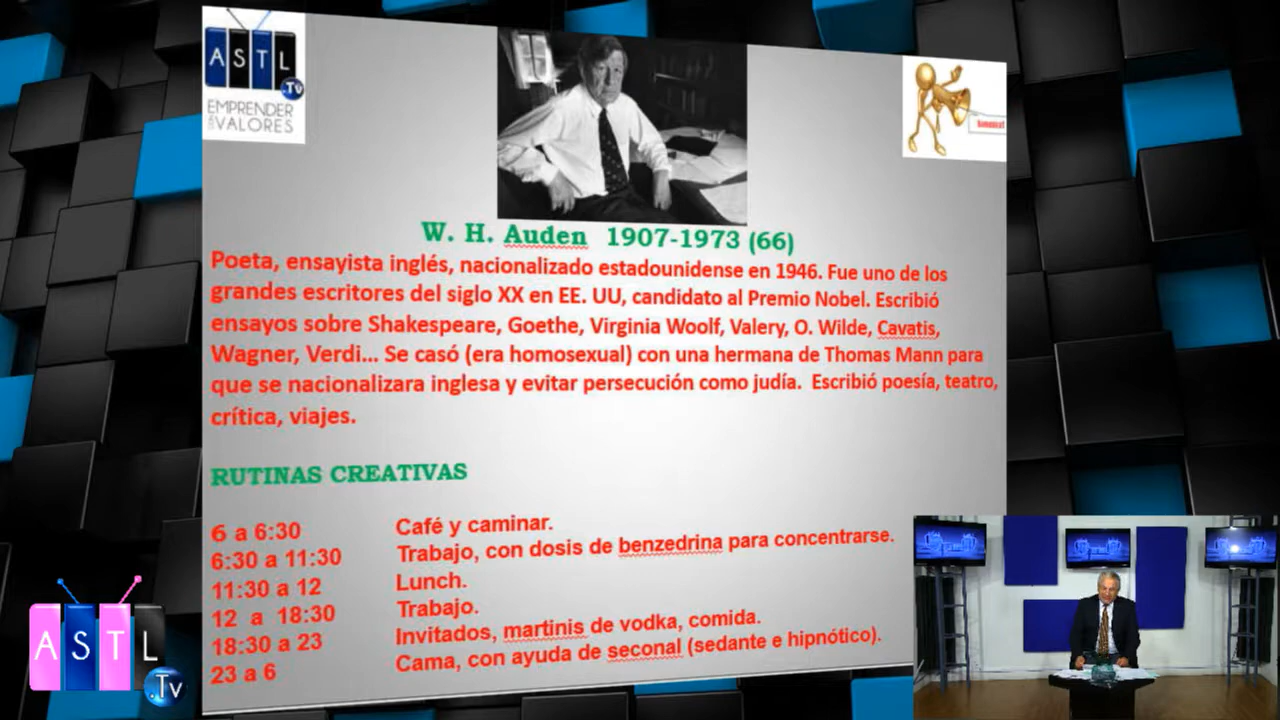 ASTL
.Tv
EMPRENDER
CON VALORES
W. H. Auden 1907-1973 (66)
Poeta, ensayista inglés, nacionalizado estadounidense en 1946. Fue uno de los
grandes escritores del siglo XX en EE. UU, candidato al Premio Nobel. Escribió
ensayos sobre Shakespeare, Goethe, Virginia Woolf, Valery, O. Wilde, Cavatis,
Wagner, Verdi... Se casó (era homosexual) con una hermana de Thomas Mann para
que se nacionalizara inglesa y evitar persecución como judía. Escribió poesía, teatro,
crítica, viajes.
RUTINAS CREATIVAS
6 a 6:30 Café y caminar.
6:30 a 11:30 Trabajo, con dosis de benzedrina para concentrarse.
11:30 a 12 Lunch.
12 a 18:30 Trabajo.
18:30 a 23 Invitados, martinis de vodka, comida.
23 a 6 Cama, con ayuda de seconal (sedante e hipnótico).
ASTL
.Tv